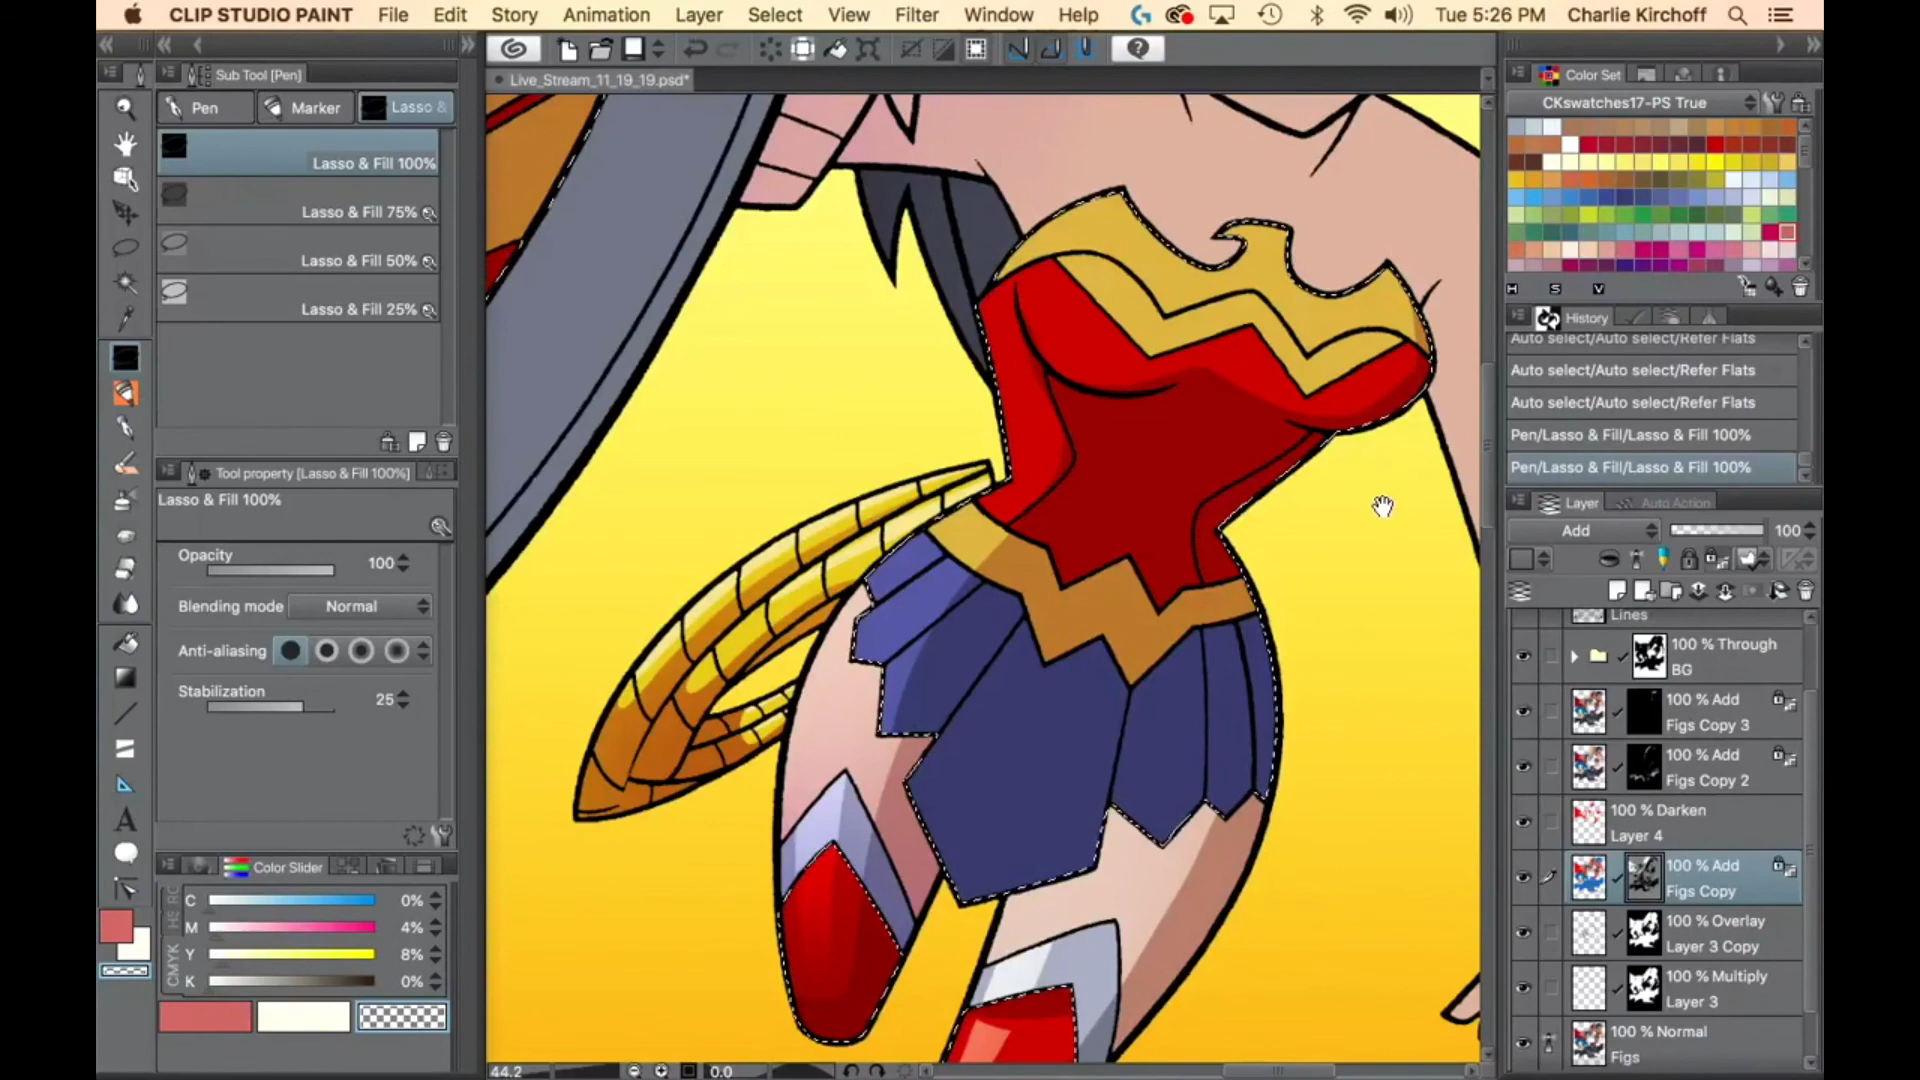 CLIP STUDIO PAINT File Edit Story Animation Layer Select View Filter Window Help Tue 5:26 PM Charlie Kirchoff
Sub Tool [Pen]
Live_Stream_11_19_19.psd*
Color Set
Pen Marker Lasso &
CKswatches17-PS True
Lasso & Fill 100%
Lasso & Fill 75%
Lasso & Fill 50%
Lasso & Fill 25%
H S V
History
Auto select/Auto select/Refer Flats
Auto select/Auto select/Refer Flats
Auto select/Auto select/Refer Flats
Pen/Lasso & Fill/Lasso & Fill 100%
Pen/Lasso & Fill/Lasso & Fill 100%
Tool property [Lasso & Fill 100%]
Lasso & Fill 100%
Layer Auto Action
Add 100
Opacity 100
Blending mode Normal
Anti-aliasing
Stabilization 25
Lines
100 % Through
BG
100 % Add
Figs Copy 3
100 % Add
Figs Copy 2
100 % Darken
Layer 4
100 % Add
Figs Copy
100 % Overlay
Layer 3 Copy
100 % Multiply
Layer 3
100 % Normal
Figs
Color Slider
CMYK
C 0%
M 4%
Y 8%
K 0%
A
44.2 0.0